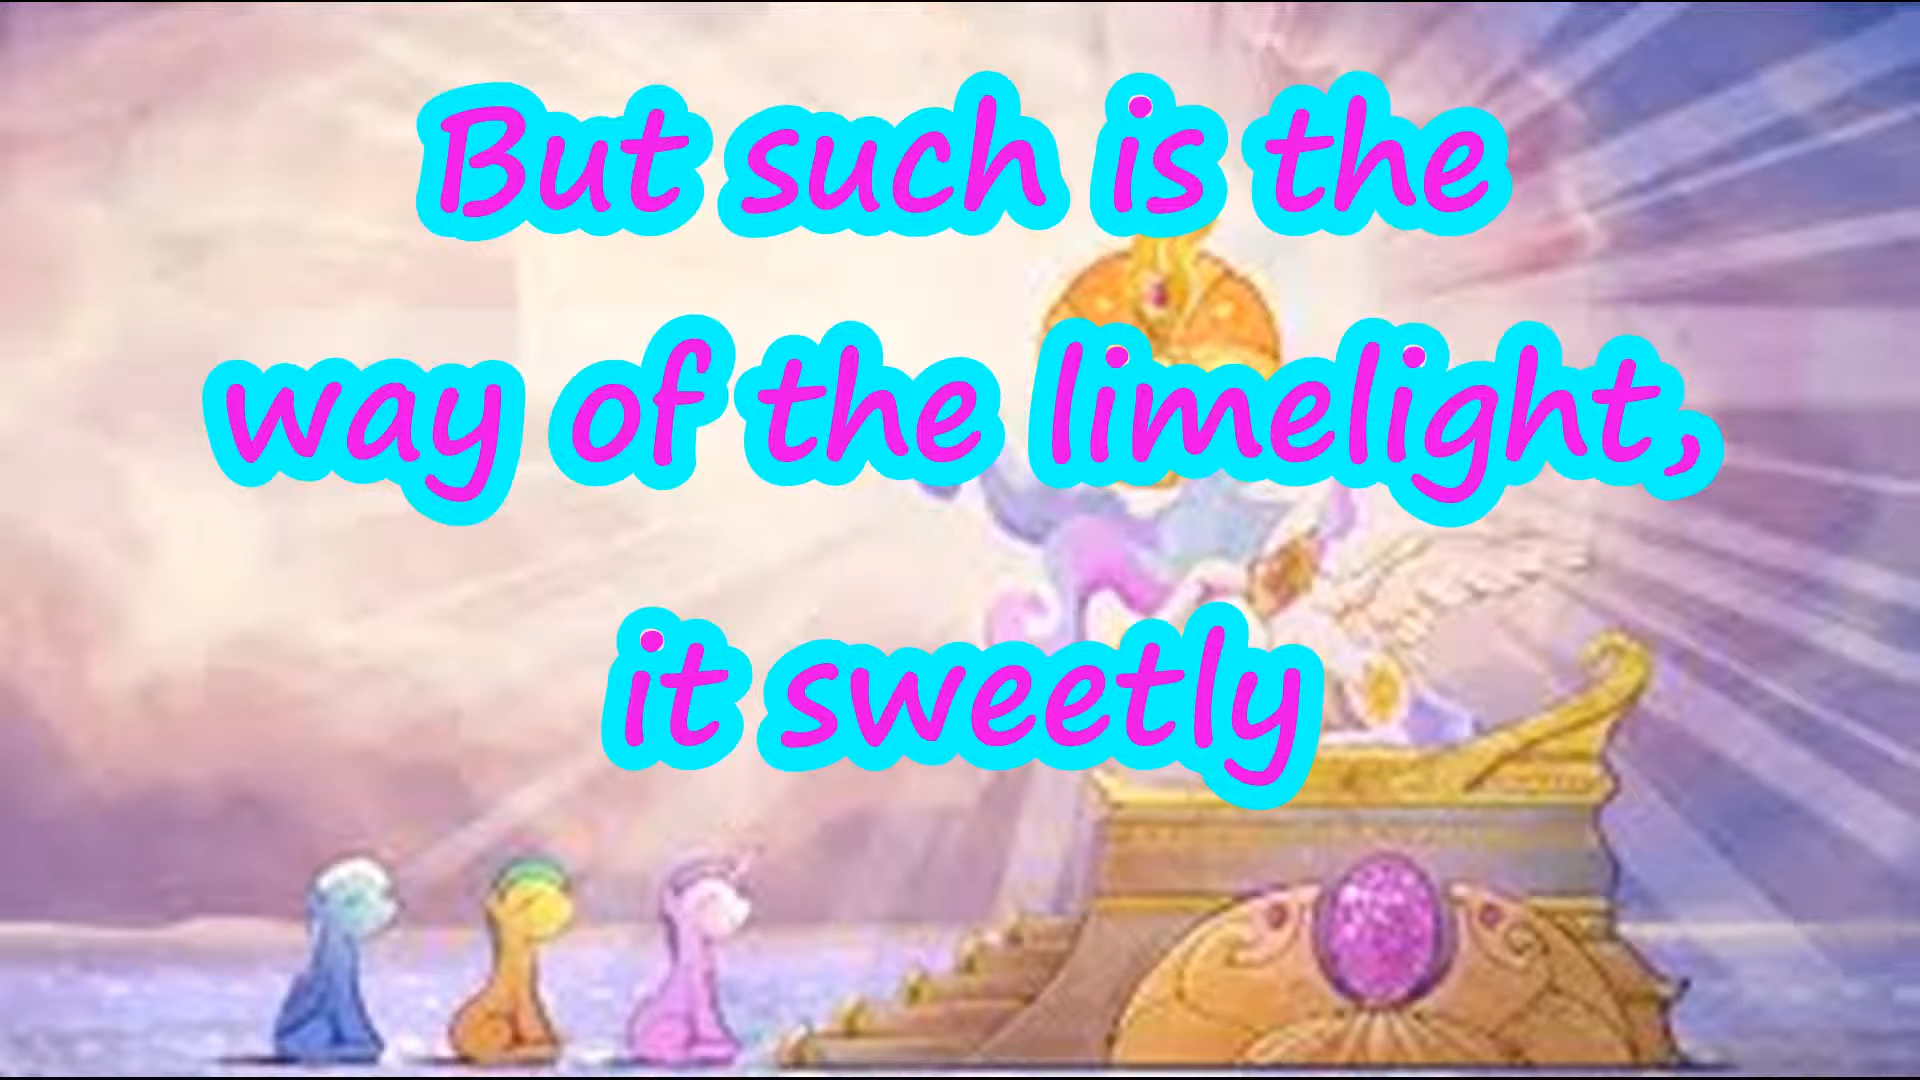 But such is the
way of the limelight,
it sweetly